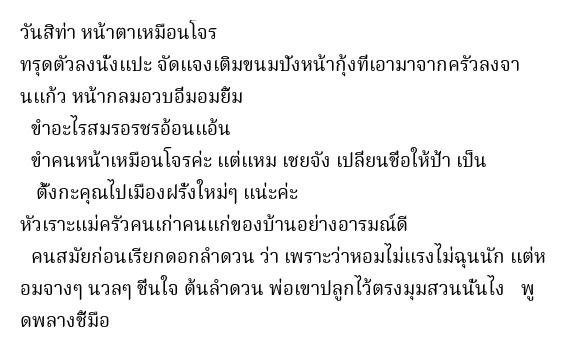 วันสิท่า หน้าตาเหมือนโจร
ทรุดตัวลงนั่งแปะ จัดแจงเติมขนมปังหน้ากุ้งที่เอามาจากครัวลงจา
นแก้ว หน้ากลมอวบอิ่มอมยิ้ม
ขำอะไรสมรอรชรอ้อนแอ้น
ขำคนหน้าเหมือนโจรค่ะ แต่แหม เชยจัง เปลี่ยนชื่อให้ป้า เป็น
ตั้งกะคุณไปเมืองฝรั่งใหม่ๆ แน่ะค่ะ
หัวเราะแม่ครัวคนเก่าคนแก่ของบ้านอย่างอารมณ์ดี
คนสมัยก่อนเรียกดอกลำดวน ว่า เพราะว่าหอมไม่แรงไม่ฉุนนัก แต่ห
อมจางๆ นวลๆ ชื่นใจ ต้นลำดวน พ่อเขาปลูกไว้ตรงมุมสวนนั่นไง พู
ดพลางชี้มือ